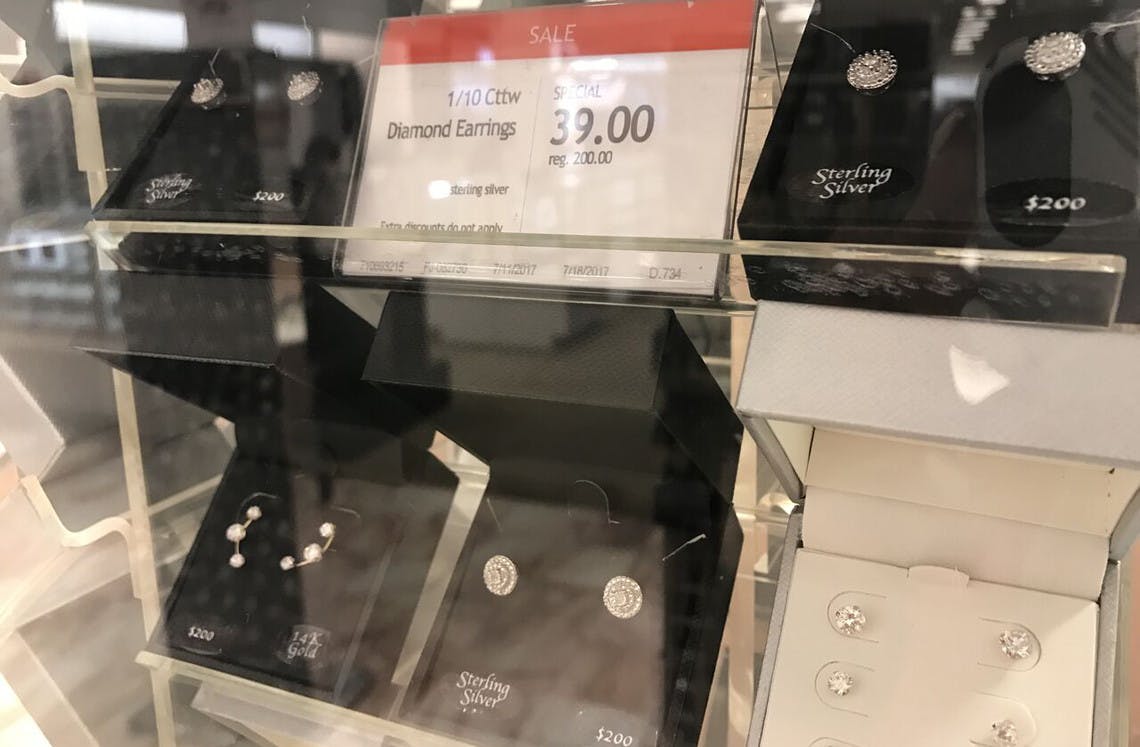 SALE
1/10 Cttw
Diamond Earrings
sterling silver
Extra discounts do not apply
SPECIAL
39.00
reg. 200.00
7/11/2017 7/18/2017 D.734
Sterling
Silver
$200
Sterling
Silver
$200
$200
14K
Gold
Sterling
Silver
$200